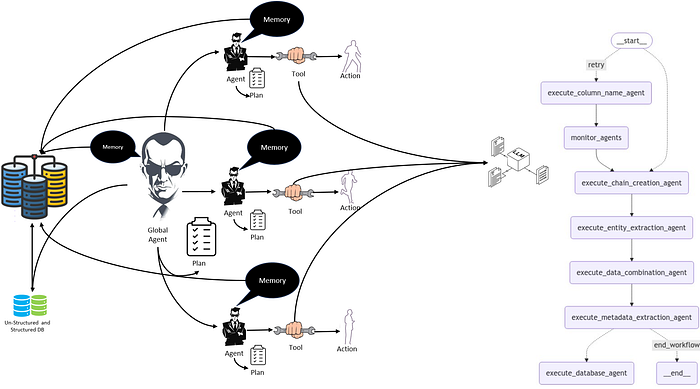 Memory
Agent
Plan
Tool
Action
Memory
Memory
Global
Agent
Plan
Agent
Plan
Tool
Action
Memory
Agent
Plan
Tool
Action
Un-Structured and
Structured DB
LLM
__start__
retry
execute_column_name_agent
monitor_agents
execute_chain_creation_agent
execute_entity_extraction_agent
execute_data_combination_agent
execute_metadata_extraction_agent
end_workflow
execute_database_agent
__end__